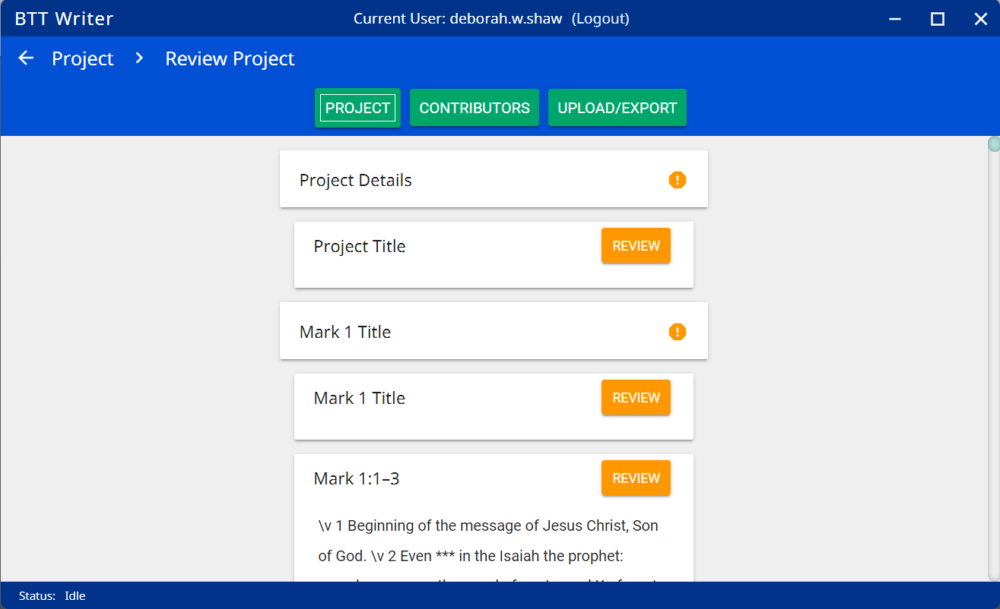 BTT Writer
Current User: deborah.w.shaw (Logout)
Project
Review Project
PROJECT
CONTRIBUTORS
UPLOAD/EXPORT
Project Details
Project Title
REVIEW
Mark 1 Title
Mark 1 Title
REVIEW
Mark 1:1–3
REVIEW
\v 1 Beginning of the message of Jesus Christ, Son
of God. \v 2 Even *** in the Isaiah the prophet:
Status: Idle